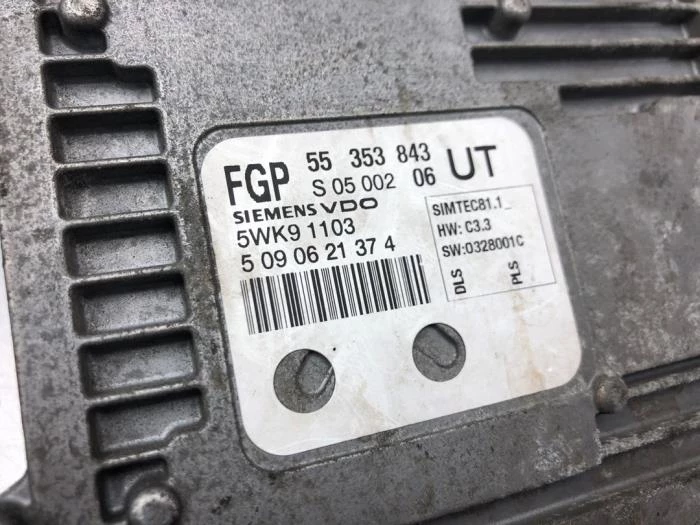 FGP 55 353 843 UT
S 05 002 06
SIEMENS VDO
5WK9 1103
5 09 06 21 37 4
SIMTEC81.1_
HW: C3.3
SW:0328001C
DLS PLS